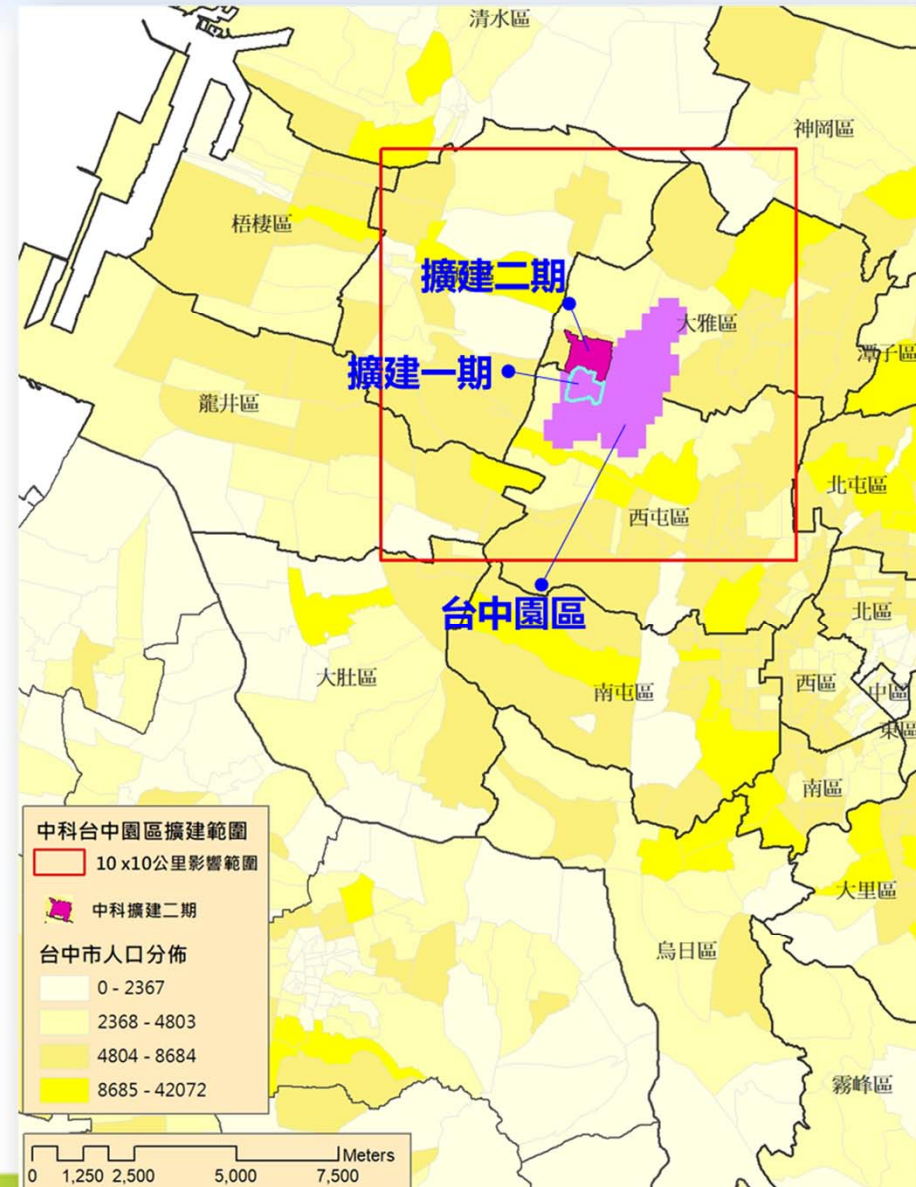 清水區
神岡區
梧棲區
擴建二期
大雅區
潭子區
擴建一期
龍井區
北屯區
西屯區
台中園區
北區
大肚區
南屯區
西區
中區
東區
南區
大里區
烏日區
霧峰區
中科台中園區擴建範圍
10 x10公里影響範圍
中科擴建二期
台中市人口分佈
0 - 2367
2368 - 4803
4804 - 8684
8685 - 42072
Meters
0 1,250 2,500 5,000 7,500